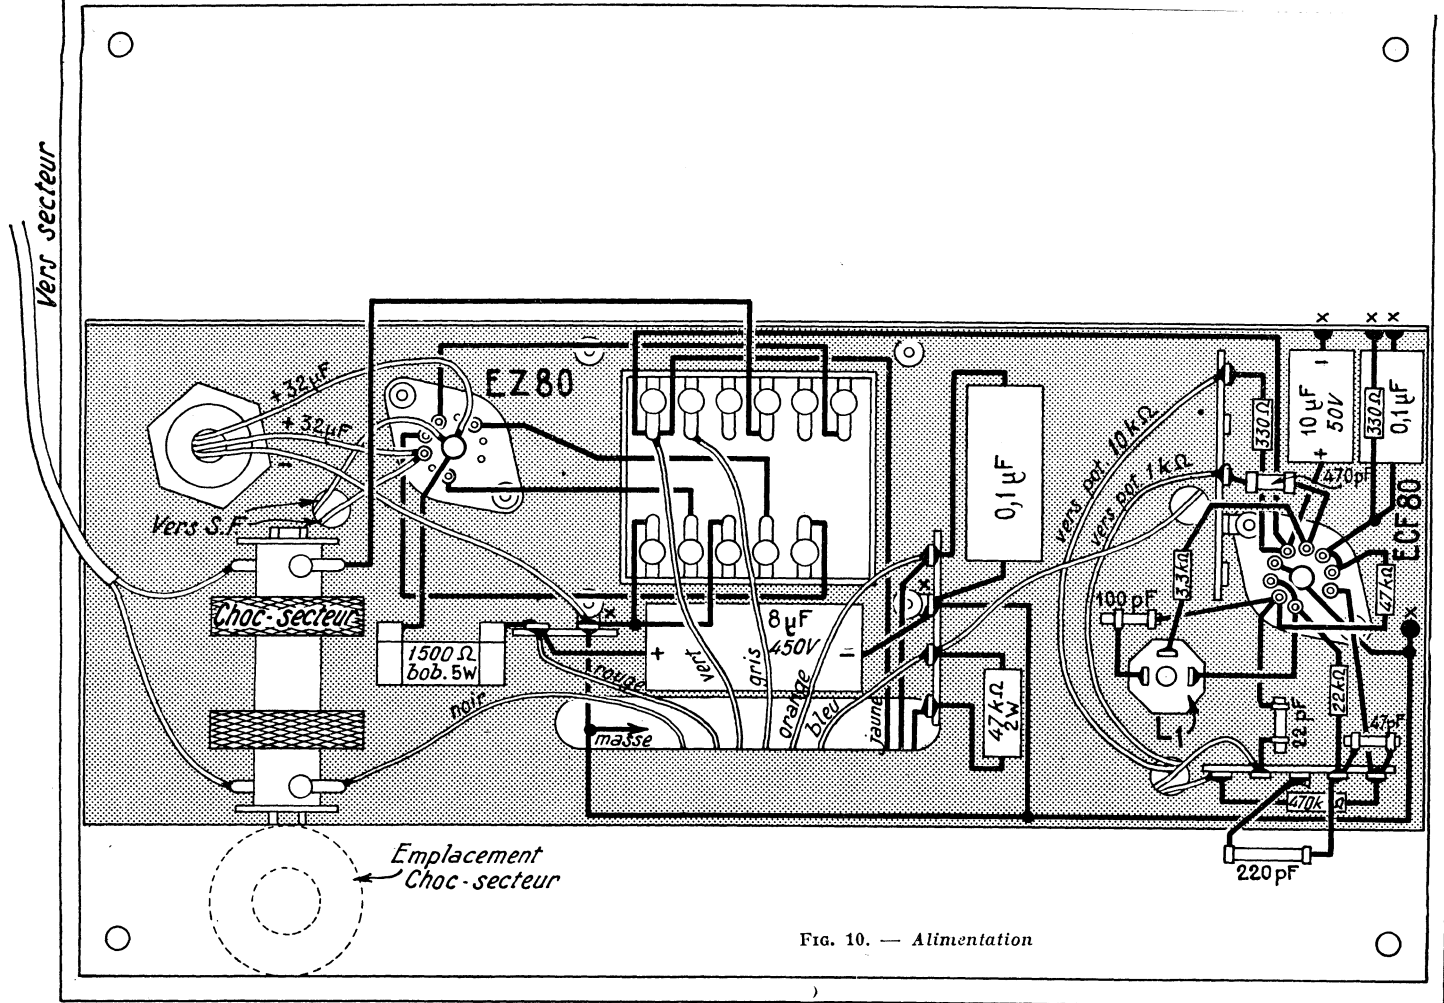 Vers secteur
+32µF
+32µF
-
EZ80
Vers S.F.
Choc-secteur
1500 Ω
bob. 5W
noir
rouge
vert
gris
orange
bleu
jaune
masse
x
8 µF
450V
+
-
0,1 µF
x
47 kΩ
2W
vers pot 10 kΩ
vers pot 1 kΩ
330 Ω
x
-
10 µF
50V
+
x
x
330 Ω
0,1 µF
470pF
ECF80
3,3 kΩ
100 pF
47 kΩ
x
22 kΩ
22 pF
47pF
1
470k Ω
220 pF
Emplacement
Choc-secteur
FIG. 10. — Alimentation